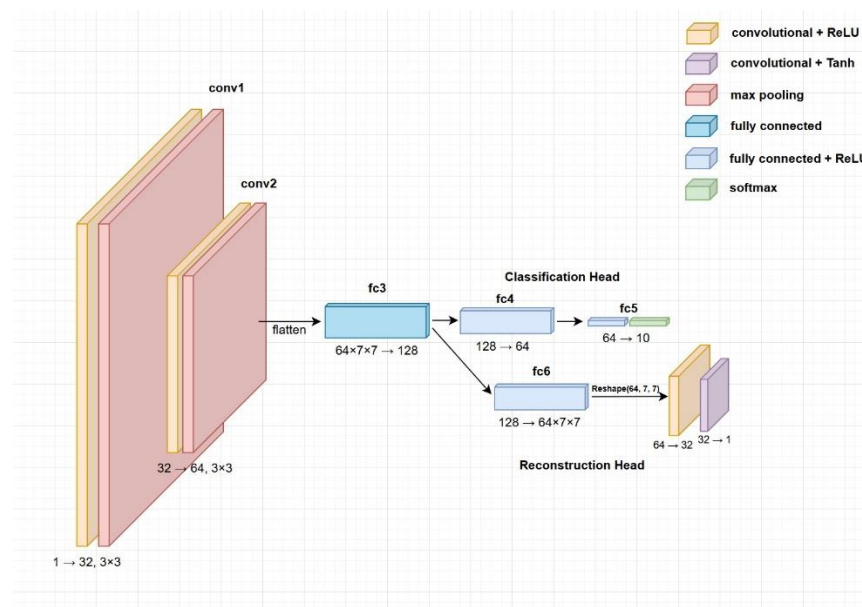 convolutional + ReLU
convolutional + Tanh
max pooling
fully connected
fully connected + ReLU
softmax
conv1
conv2
1 → 32, 3×3
32 → 64, 3×3
flatten
fc3
64×7×7 → 128
Classification Head
fc4
128 → 64
fc5
64 → 10
fc6
128 → 64×7×7
Reshape(64, 7, 7)
64 → 32
32 → 1
Reconstruction Head